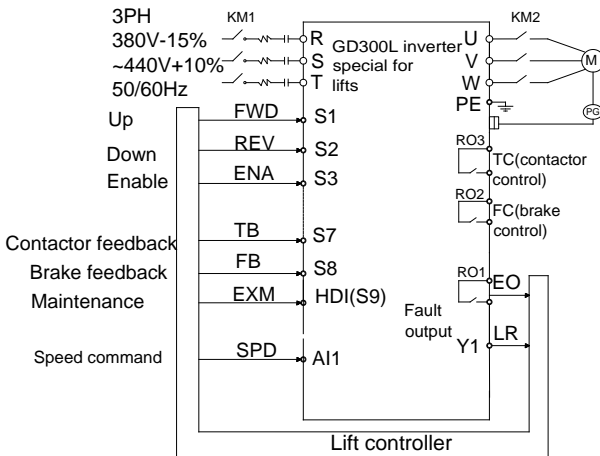 3PH
380V-15%
~440V+10%
50/60Hz
KM1
R
S
T
GD300L inverter
special for
lifts
U
V
W
PE
KM2
M
PG
Up
FWD
S1
Down
REV
S2
Enable
ENA
S3
Contactor feedback
TB
S7
Brake feedback
FB
S8
Maintenance
EXM
HDI(S9)
Speed command
SPD
AI1
RO3
TC(contactor
control)
RO2
FC(brake
control)
RO1
EO
Fault
output
Y1
LR
Lift controller